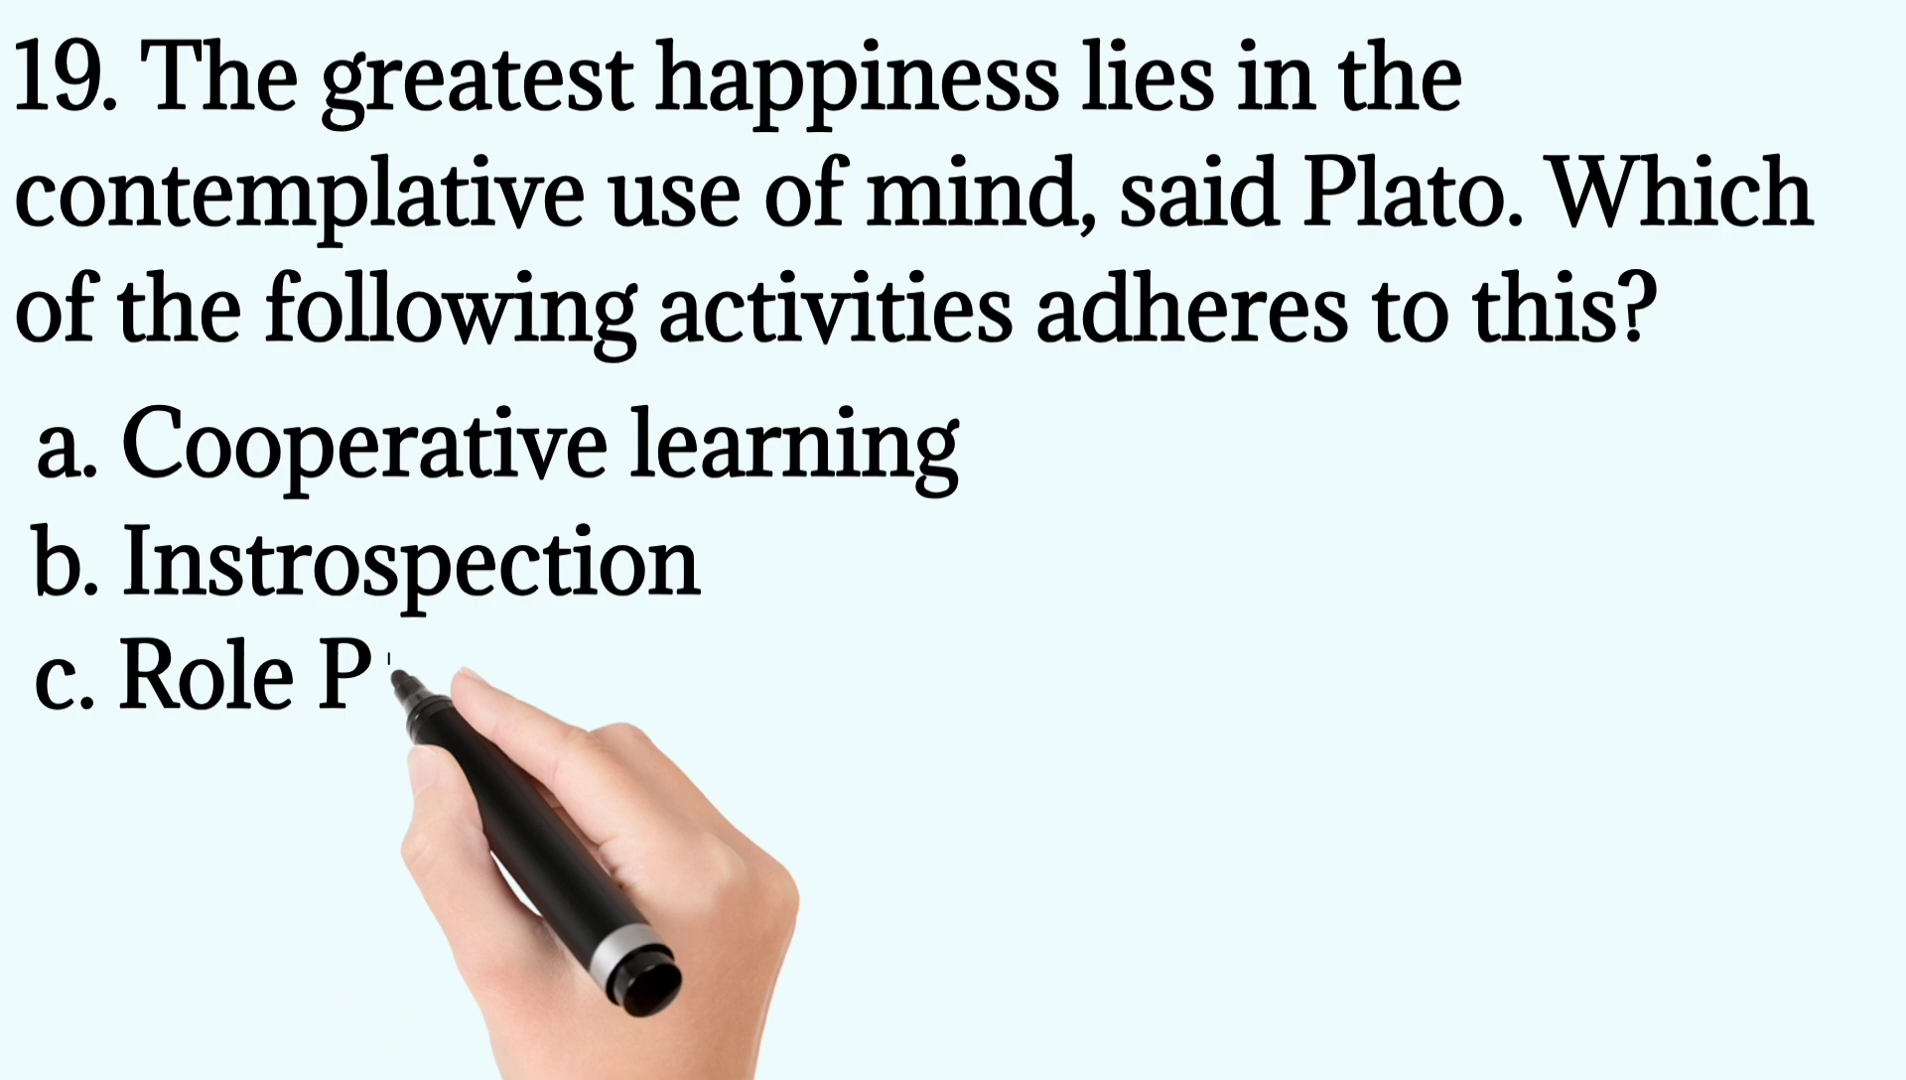 19. The greatest happiness lies in the
contemplative use of mind, said Plato. Which
of the following activities adheres to this?
a. Cooperative learning
b. Instrospection
c. Role P